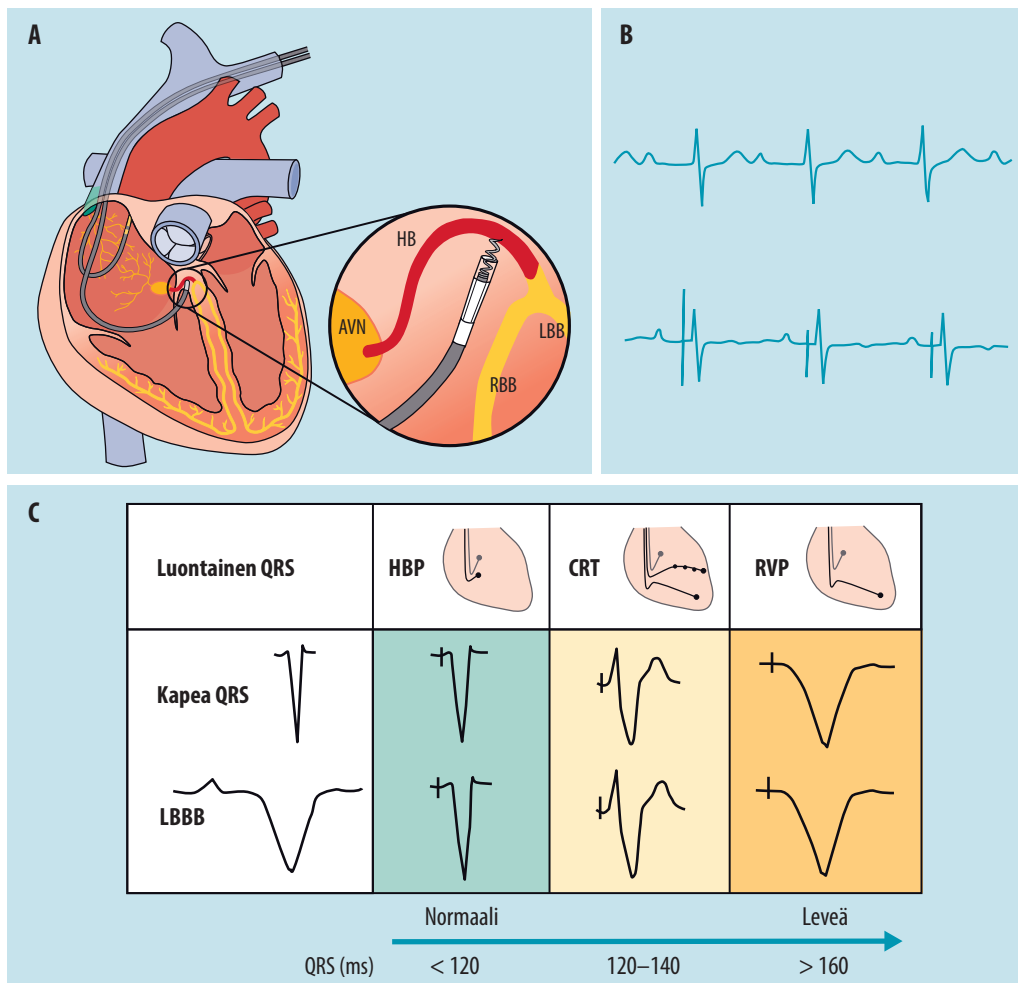 A
HB
AVN
LBB
RBB
B
C
Luontainen QRS
HBP
CRT
RVP
Kapea QRS
LBBB
Normaali
Leveä
QRS (ms)
< 120
120–140
> 160